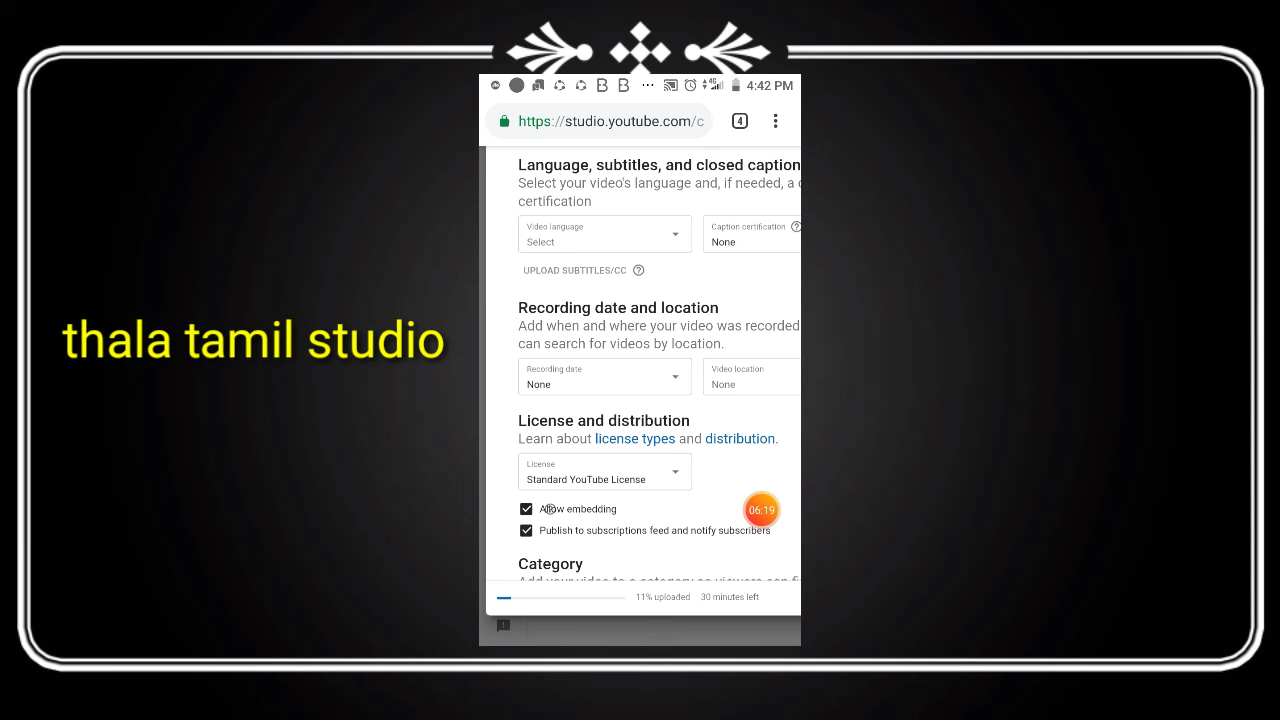 4G 4:42 PM
https://studio.youtube.com/c 4
Language, subtitles, and closed caption
Select your video's language and, if needed, a c
certification
Video language
Select
Caption certification
None
UPLOAD SUBTITLES/CC
Recording date and location
Add when and where your video was recorded
can search for videos by location.
Recording date
None
Video location
None
thala tamil studio
License and distribution
Learn about license types and distribution.
License
Standard YouTube License
Allow embedding
06:19
Publish to subscriptions feed and notify subscribers
Category
11% uploaded 30 minutes left